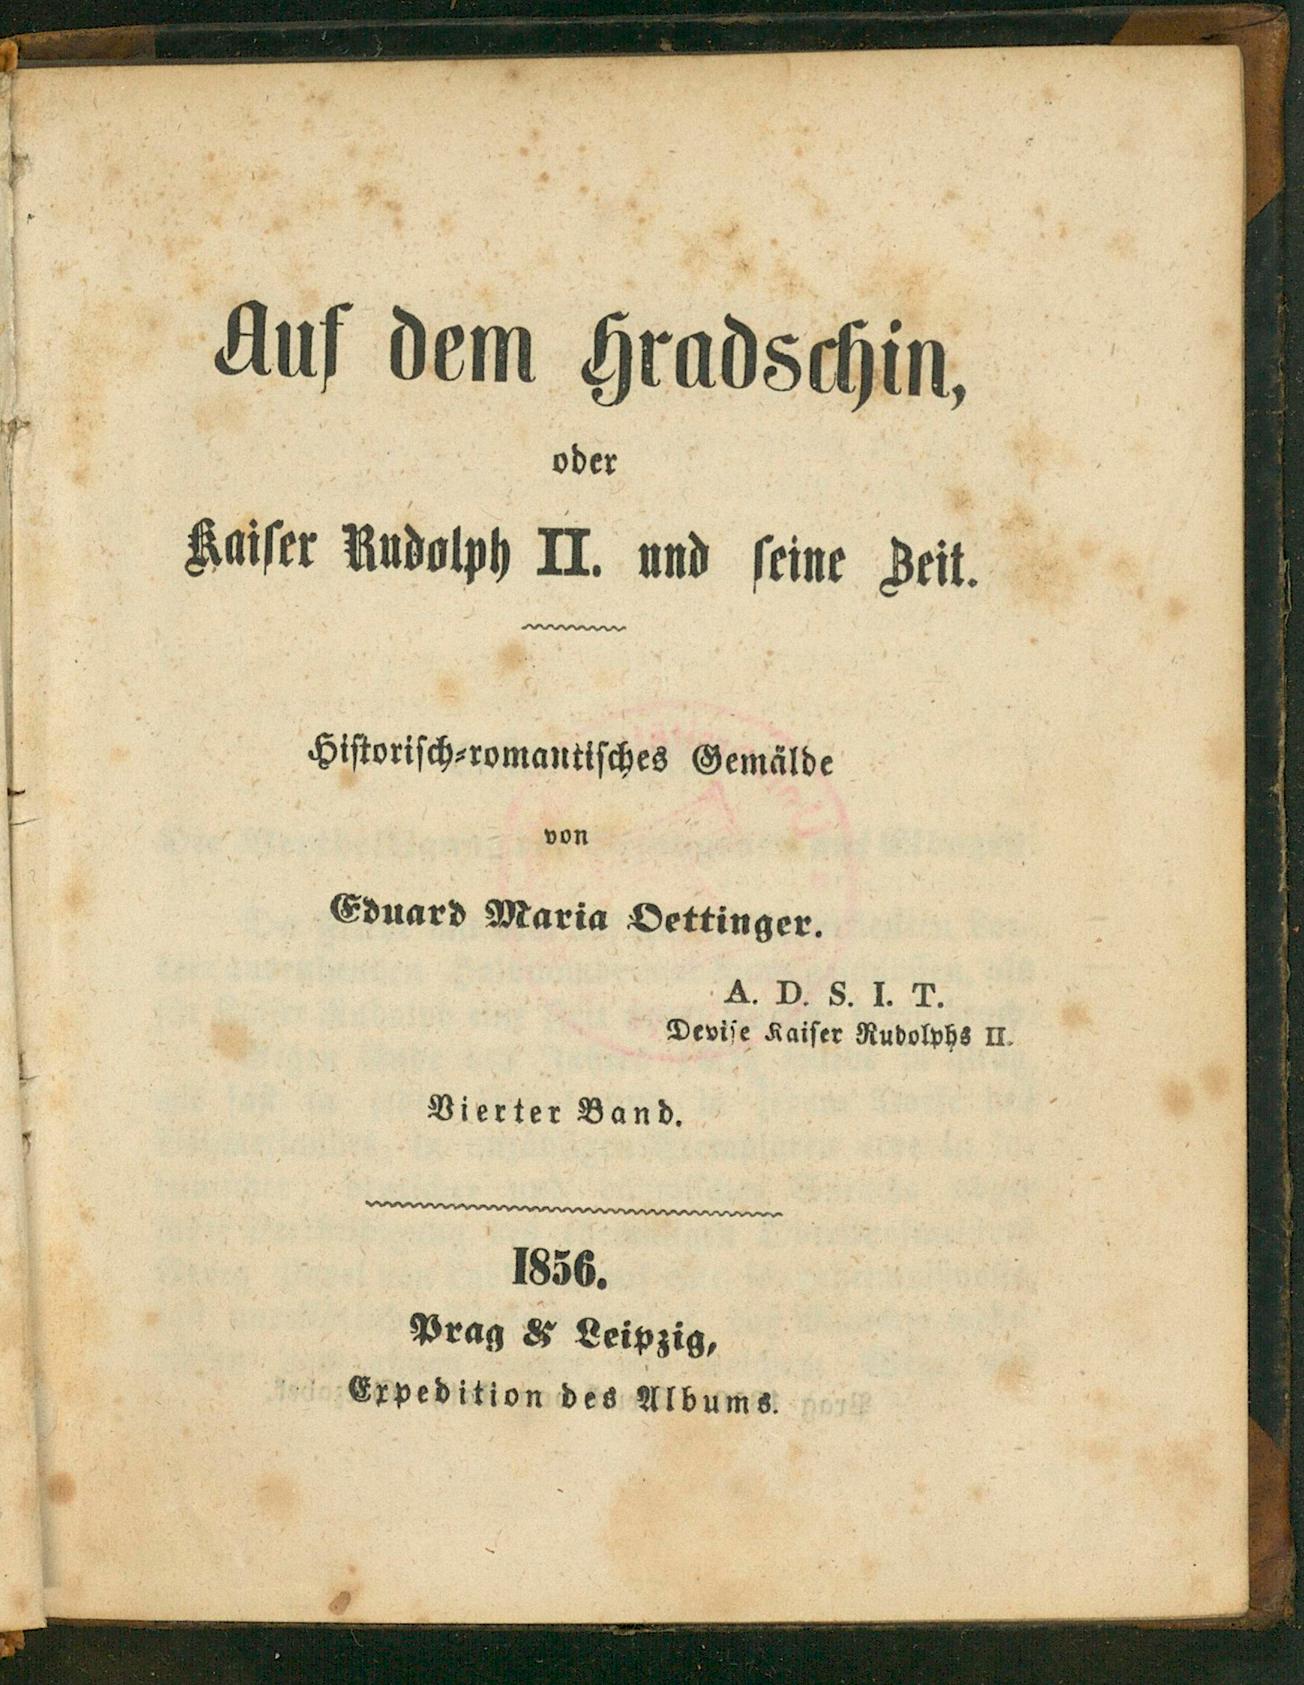 Auf dem Hradschin,
oder
Kaiser Rudolph II. und seine Zeit.
Historisch-romantisches Gemälde
von
Eduard Maria Oettinger.
A. D. S. I. T.
Devise Kaiser Rudolphs II.
Vierter Band.
1856.
Prag & Leipzig,
Expedition des Albums.